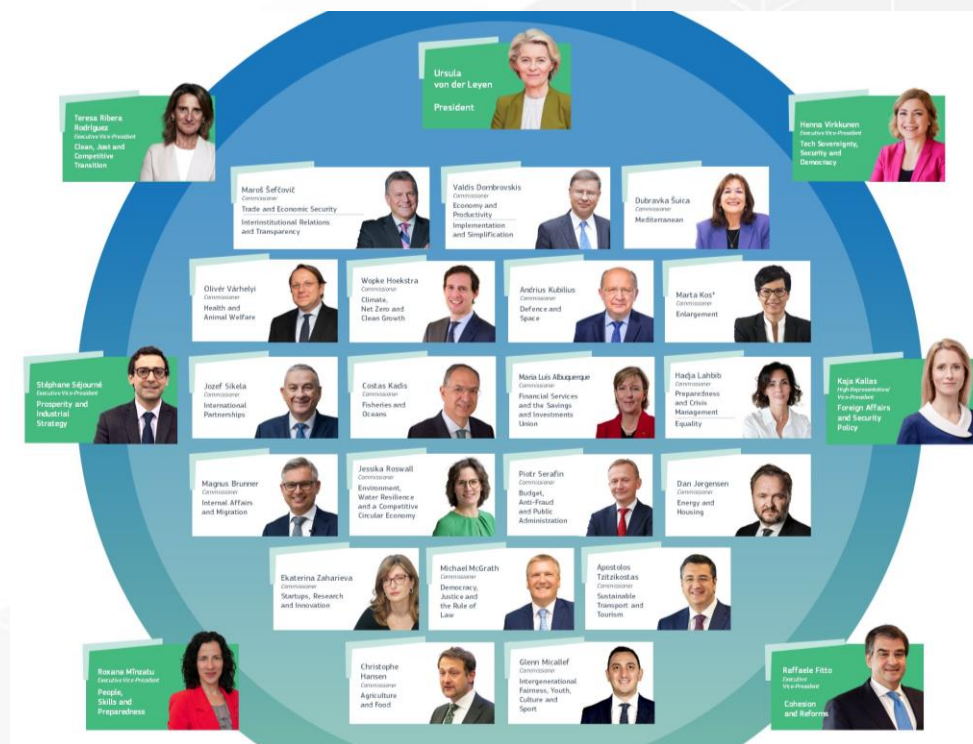 Ursula
von der Leyen
President
Teresa Ribera
Rodríguez
Executive Vice-President
Clean, Just and
Competitive
Transition
Henna Virkkunen
Executive Vice-President
Tech Soverignty,
Security and
Democracy
Maroš Šefčovič
Commissioner
Trade and Economic Security
Interinstitutional Relations
and Transparency
Valdis Dombrovskis
Commissioner
Economy and
Productivity
Implementation
and Simplification
Dubravka Šuica
Commissioner
Mediterranean
Olivér Várhelyi
Commissioner
Health and
Animal Welfare
Wopke Hoekstra
Commissioner
Climate,
Net Zero and
Clean Growth
Andrius Kubilius
Commissioner
Defence and
Space
Marta Kos*
Commissioner
Enlargement
Stéphane Séjourné
Executive Vice-President
Prosperity and
Industrial
Strategy
Jozef Síkela
Commissioner
International
Partnerships
Costas Kadis
Commissioner
Fisheries and
Oceans
Maria Luís Albuquerque
Commissioner
Financial Services
and the Savings
and Investments
Union
Hadja Lahbib
Commissioner
Preparedness
and Crisis
Management
Equality
Kaja Kallas
High Representative/
Vice-President
Foreign Affairs
and Security
Policy
Magnus Brunner
Commissioner
Internal Affairs
and Migration
Jessika Roswall
Commissioner
Environment,
Water Resilience
and a Competitive
Circular Economy
Piotr Serafin
Commissioner
Budget,
Anti-Fraud
and Public
Administration
Dan Jørgensen
Commissioner
Energy and
Housing
Ekaterina Zaharieva
Commissioner
Startups, Research
and Innovation
Michael McGrath
Commissioner
Democracy,
Justice and
the Rule of
Law
Apostolos
Tzitzikostas
Commissioner
Sustainable
Transport and
Tourism
Roxana Mînzatu
Executive Vice-President
People,
Skills and
Preparedness
Christophe
Hansen
Commissioner
Agriculture
and Food
Glenn Micallef
Commissioner
Intergenerational
Fairness, Youth,
Culture and
Sport
Raffaele Fitto
Executive
Vice-President
Cohesion
and Reforms